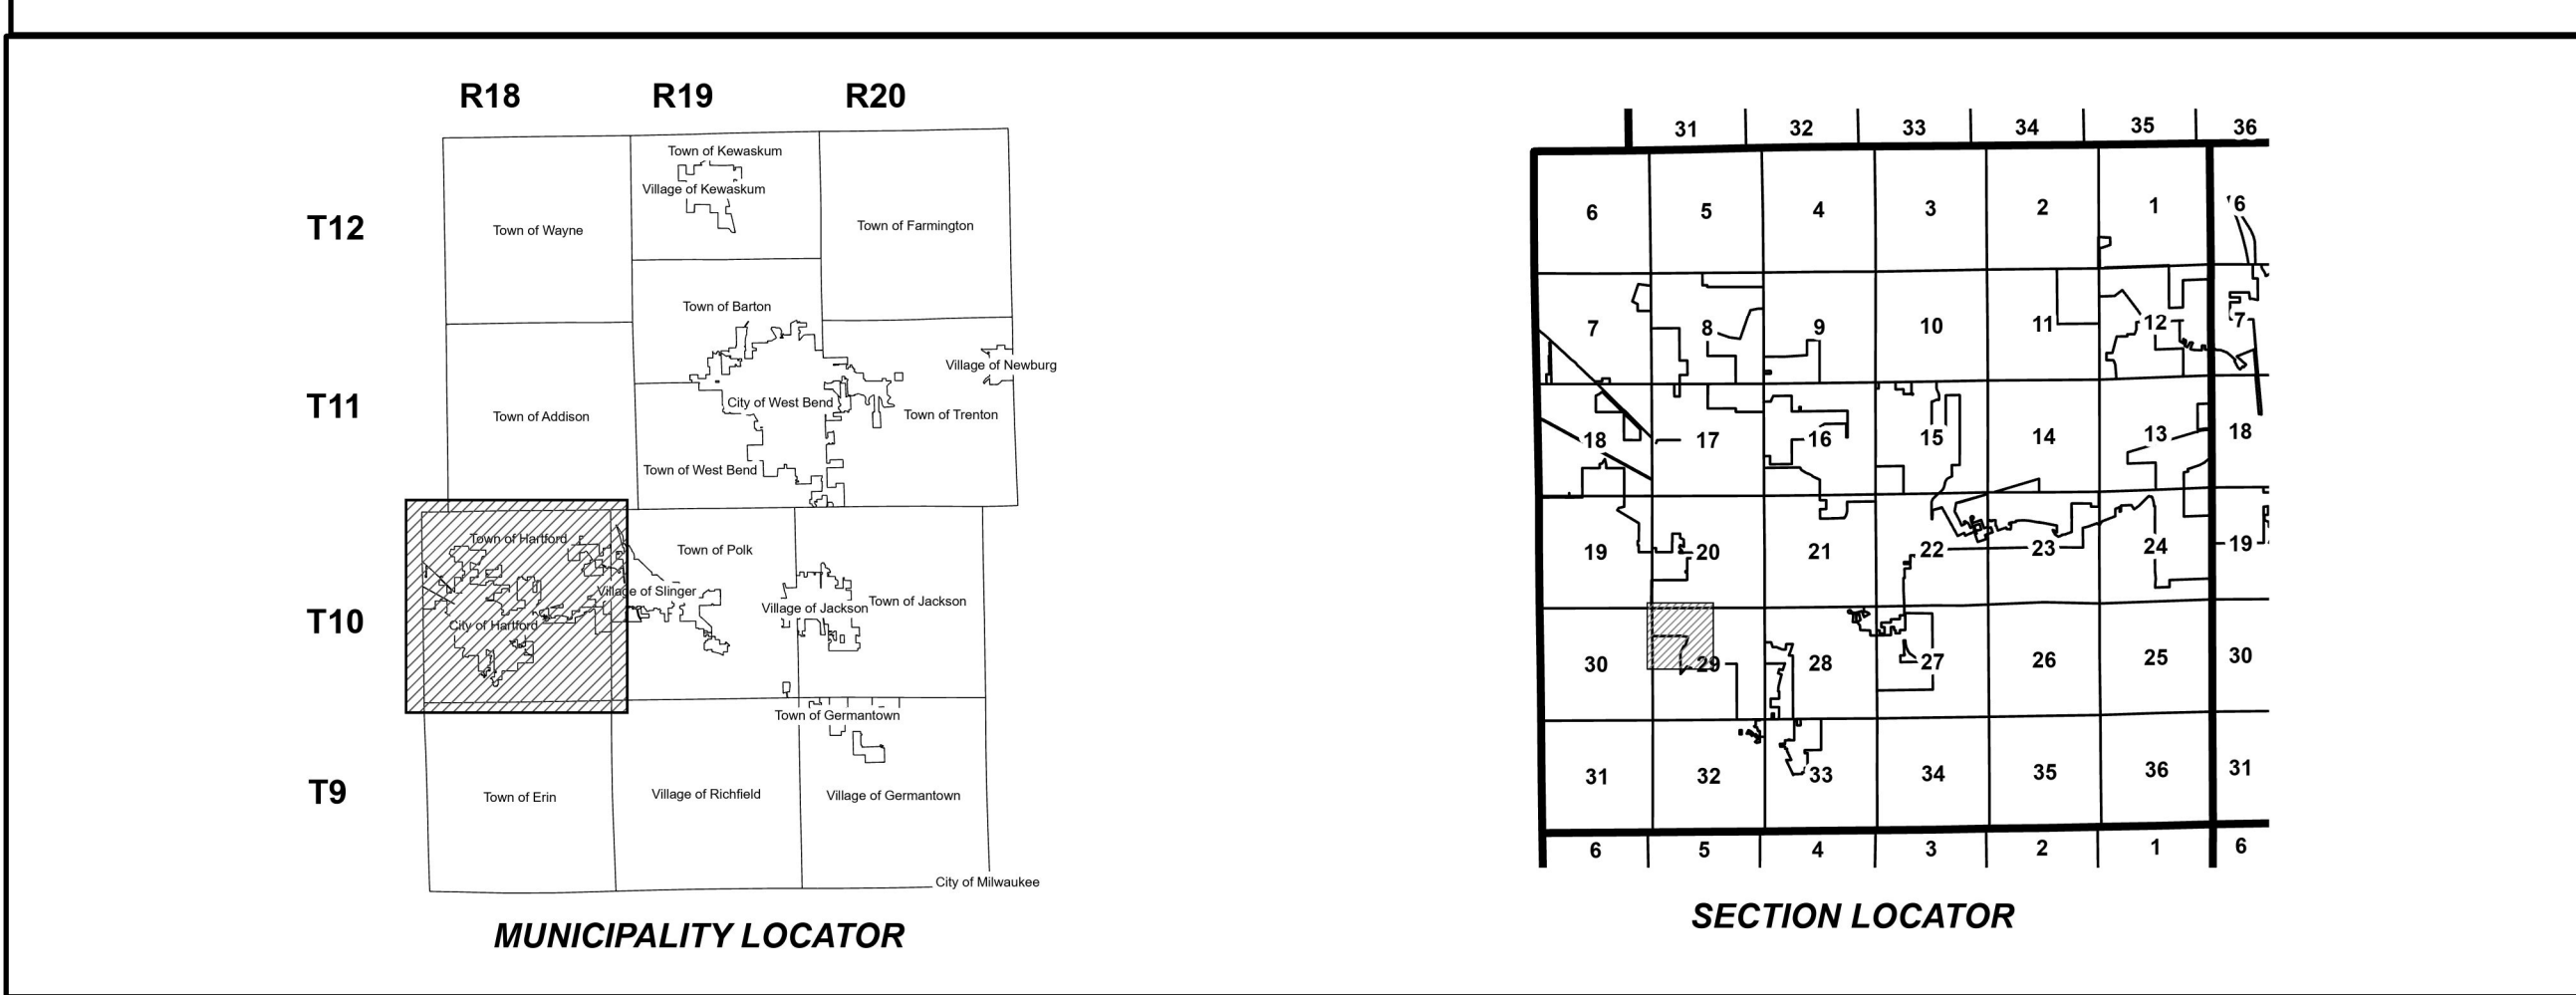 R18 R19 R20
T12
T11
T10
T9
Town of Kewaskum
Village of Kewaskum
Town of Wayne
Town of Farmington
Town of Barton
Village of Newburg
City of West Bend
Town of Addison
Town of Trenton
Town of West Bend
Town of Hartford
Town of Polk
Village of Slinger
Village of Jackson
Town of Jackson
City of Hartford
Town of Germantown
Town of Erin
Village of Richfield
Village of Germantown
City of Milwaukee
MUNICIPALITY LOCATOR
31 32 33 34 35 36
6 5 4 3 2 1 6
7 8 9 10 11 12 7
18 17 16 15 14 13 18
19 20 21 22 23 24 19
30 29 28 27 26 25 30
31 32 33 34 35 36 31
6 5 4 3 2 1 6
SECTION LOCATOR